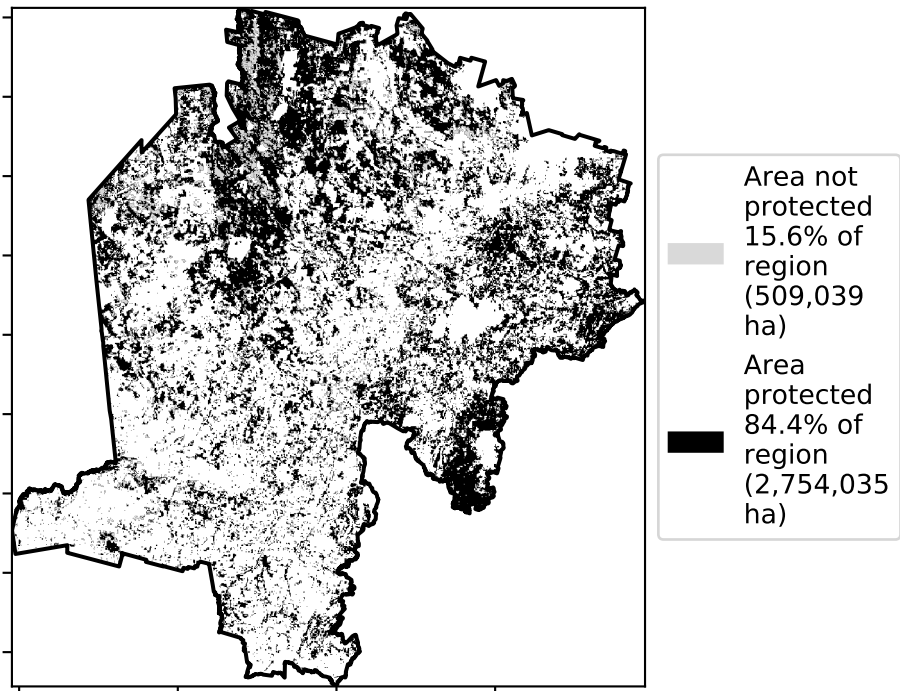 Area not
protected
15.6% of
region
(509,039
ha)
Area
protected
84.4% of
region
(2,754,035
ha)